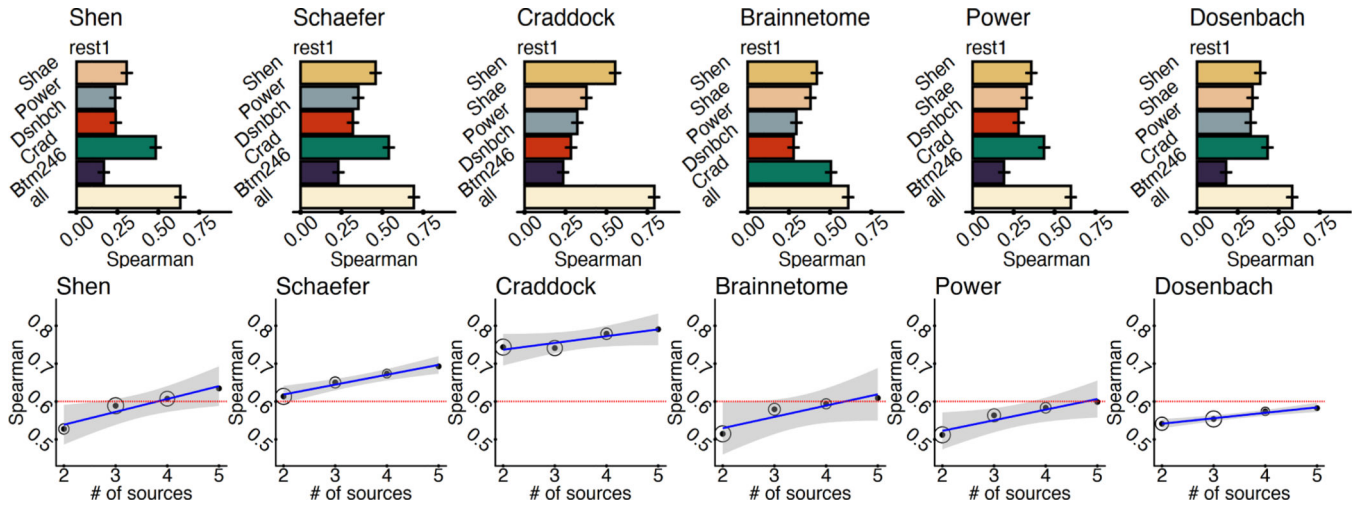 Shen Schaefer Craddock Brainnetome Power Dosenbach
rest1 rest1 rest1 rest1 rest1 rest1
Shae Shen Shen Shen Shen Shen
Power Power Shae Shae Shae Shae
Dsnbch Dsnbch Power Power Dsnbch Power
Crad Crad Dsnbch Dsnbch Crad Crad
Btm246 Btm246 Btm246 Crad Btm246 Btm246
all all all all all all
0.00 0.25 0.50 0.75 0.00 0.25 0.50 0.75 0.00 0.25 0.50 0.75 0.00 0.25 0.50 0.75 0.00 0.25 0.50 0.75 0.00 0.25 0.50 0.75
Spearman Spearman Spearman Spearman Spearman Spearman
Shen Schaefer Craddock Brainnetome Power Dosenbach
0.8 0.8 0.8 0.8 0.8 0.8
0.7 0.7 0.7 0.7 0.7 0.7
0.6 0.6 0.6 0.6 0.6 0.6
0.5 0.5 0.5 0.5 0.5 0.5
Spearman Spearman Spearman Spearman Spearman Spearman
2 3 4 5 2 3 4 5 2 3 4 5 2 3 4 5 2 3 4 5 2 3 4 5
# of sources # of sources # of sources # of sources # of sources # of sources